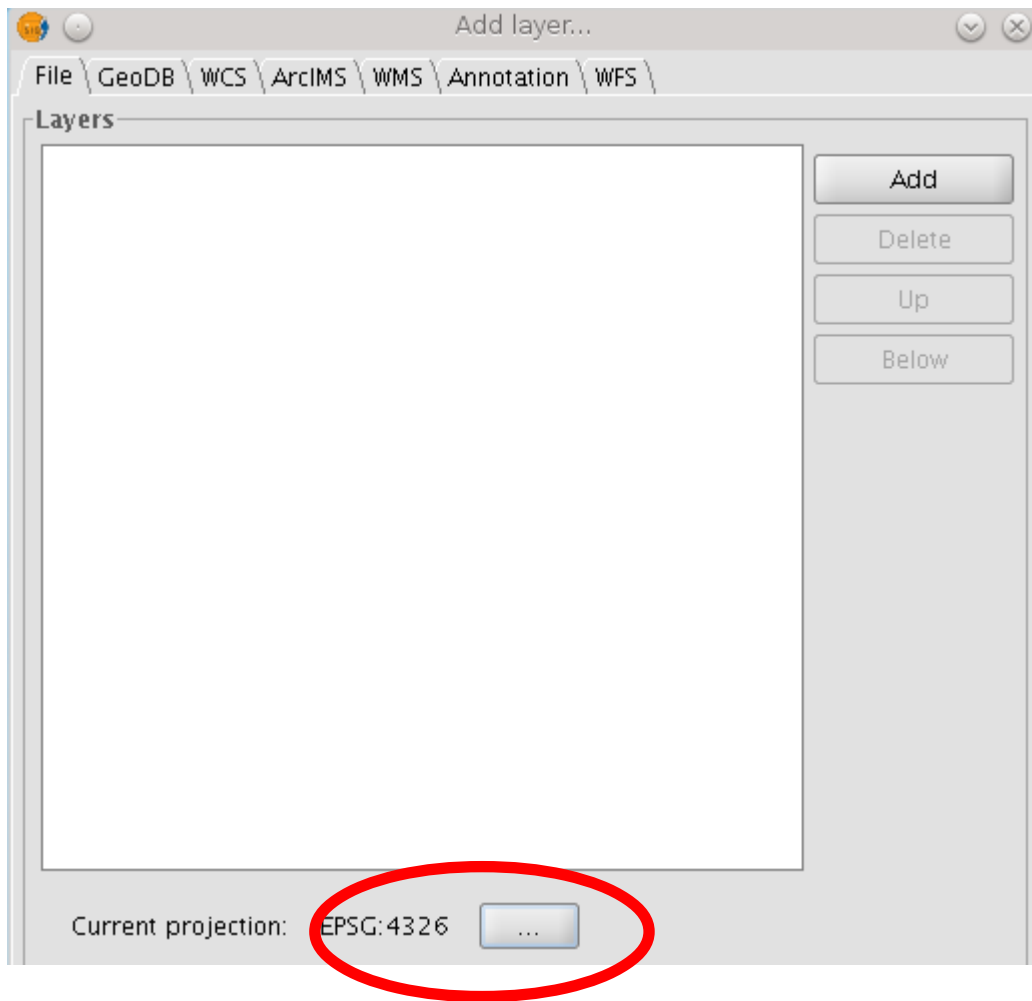 Add layer...
File GeoDB WCS ArcIMS WMS Annotation WFS
Layers
Add
Delete
Up
Below
Current projection: EPSG:4326 ...